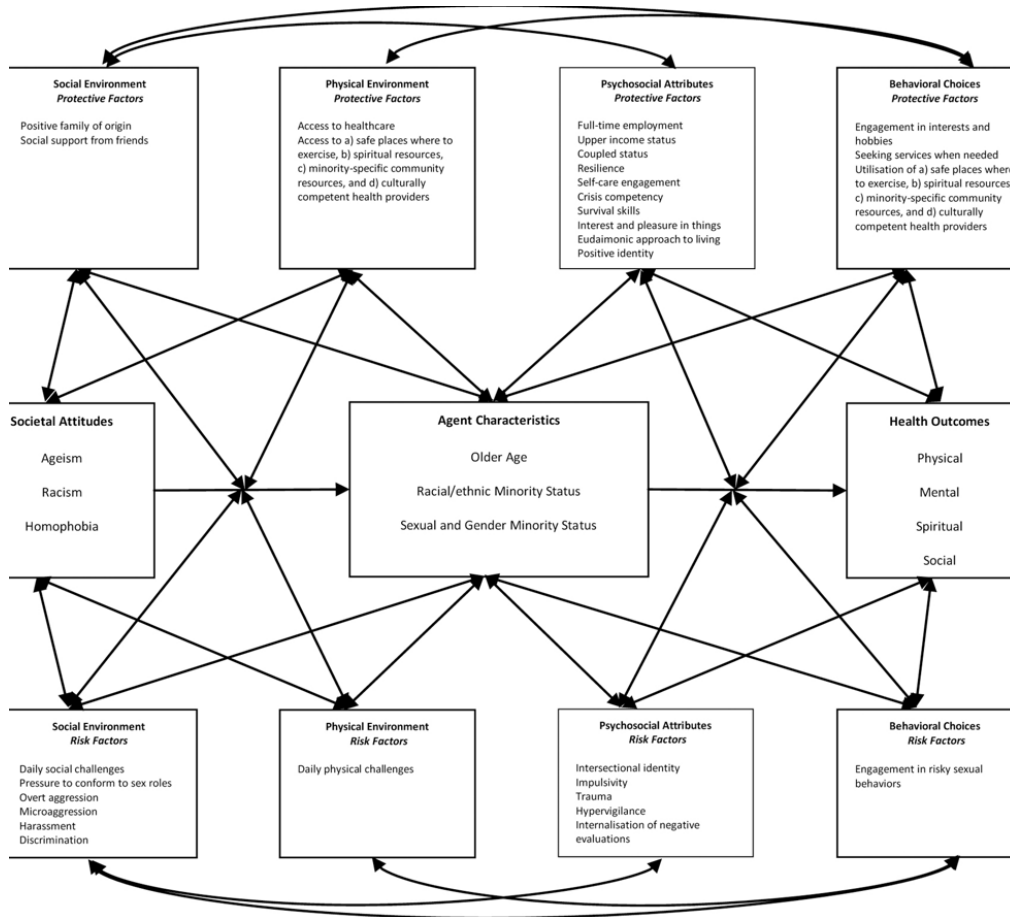 Social Environment
Protective Factors
Positive family of origin
Social support from friends
Physical Environment
Protective Factors
Access to healthcare
Access to a) safe places where to
exercise, b) spiritual resources,
c) minority-specific community
resources, and d) culturally
competent health providers
Psychosocial Attributes
Protective Factors
Full-time employment
Upper income status
Coupled status
Resilience
Self-care engagement
Crisis competency
Survival skills
Interest and pleasure in things
Eudaimonic approach to living
Positive identity
Behavioral Choices
Protective Factors
Engagement in interests and
hobbies
Seeking services when needed
Utilisation of a) safe places where
to exercise, b) spiritual resources
c) minority-specific community
resources, and d) culturally
competent health providers
Societal Attitudes
Ageism
Racism
Homophobia
Agent Characteristics
Older Age
Racial/ethnic Minority Status
Sexual and Gender Minority Status
Health Outcomes
Physical
Mental
Spiritual
Social
Social Environment
Risk Factors
Daily social challenges
Pressure to conform to sex roles
Overt aggression
Microaggression
Harassment
Discrimination
Physical Environment
Risk Factors
Daily physical challenges
Psychosocial Attributes
Risk Factors
Intersectional identity
Impulsivity
Trauma
Hypervigilance
Internalisation of negative
evaluations
Behavioral Choices
Risk Factors
Engagement in risky sexual
behaviors